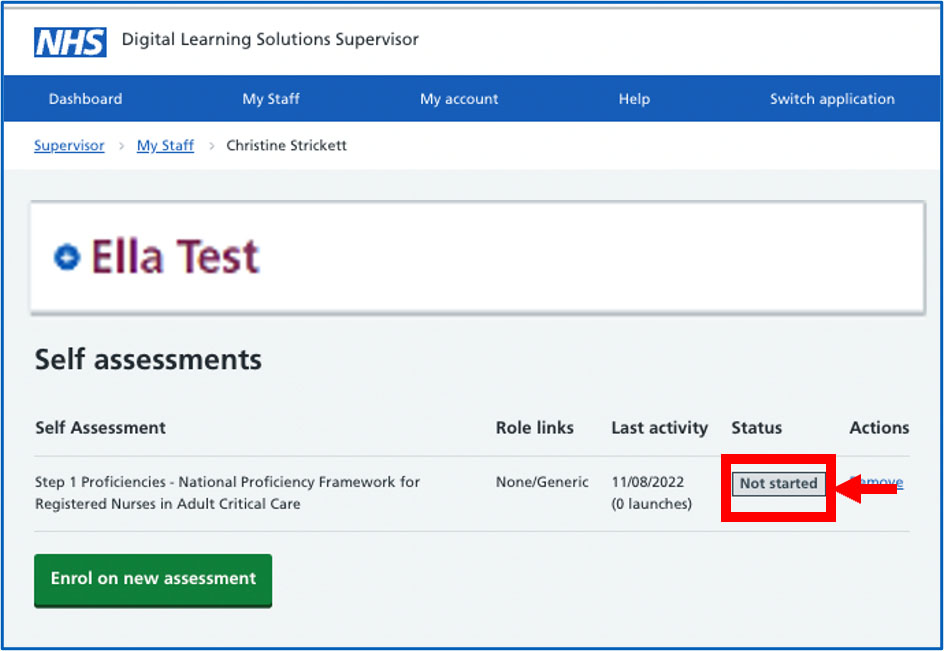 NHS Digital Learning Solutions Supervisor
Dashboard My Staff My account Help Switch application
Supervisor > My Staff > Christine Strickett
Ella Test
Self assessments
Self Assessment Role links Last activity Status Actions
Step 1 Proficiencies - National Proficiency Framework for None/Generic 11/08/2022 Not started Remove
Registered Nurses in Adult Critical Care (0 launches)
Enrol on new assessment